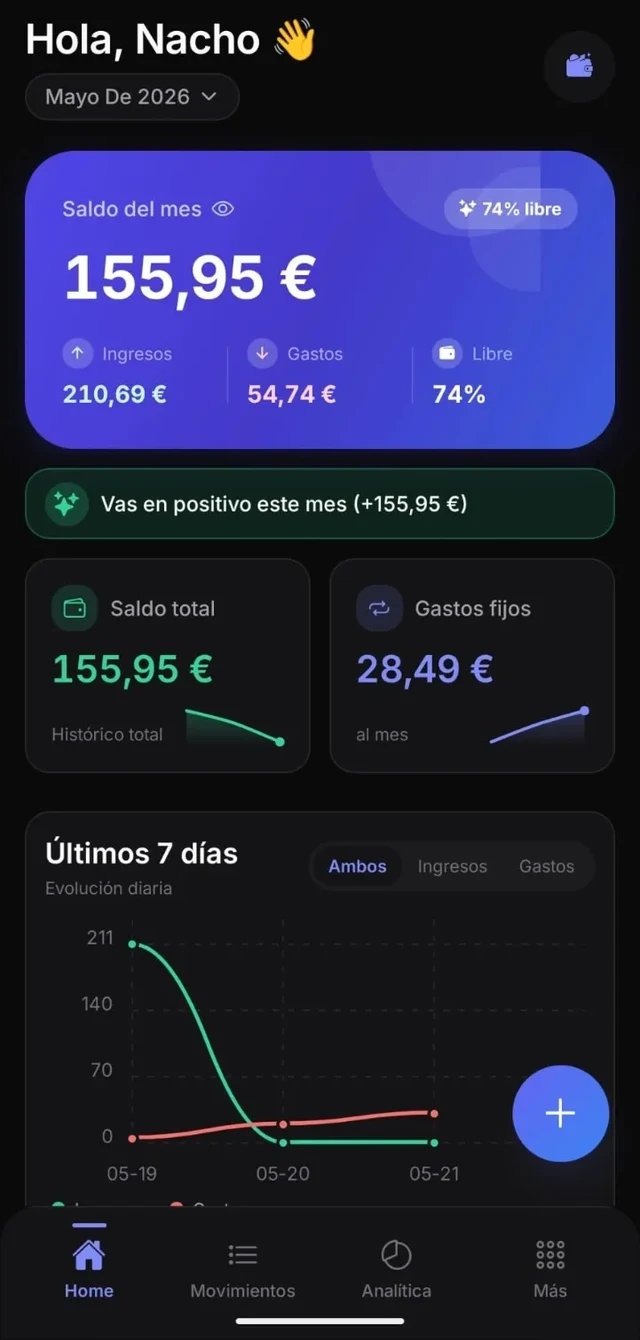 Hola, Nacho 👋
Mayo De 2026
Saldo del mes
74% libre
155,95 €
Ingresos
Gastos
Libre
210,69 €
54,74 €
74%
Vas en positivo este mes (+155,95 €)
Saldo total
155,95 €
Histórico total
Gastos fijos
28,49 €
al mes
Últimos 7 días
Evolución diaria
Ambos
Ingresos
Gastos
211
140
70
0
05-19
05-20
05-21
Home
Movimientos
Analítica
Más